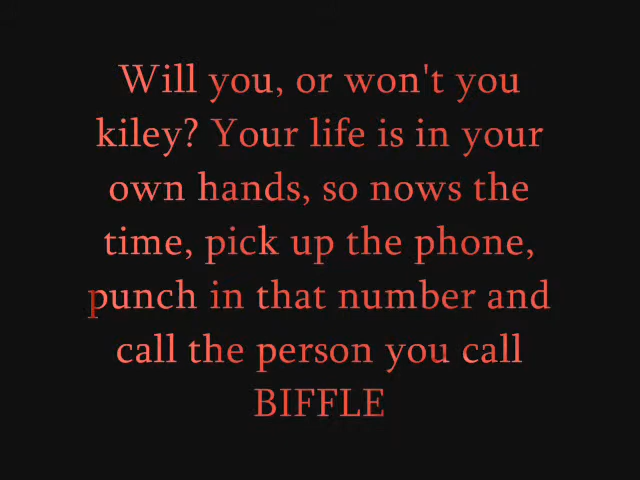 Will you, or won't you
kiley? Your life is in your
own hands, so nows the
time, pick up the phone,
punch in that number and
call the person you call
BIFFLE